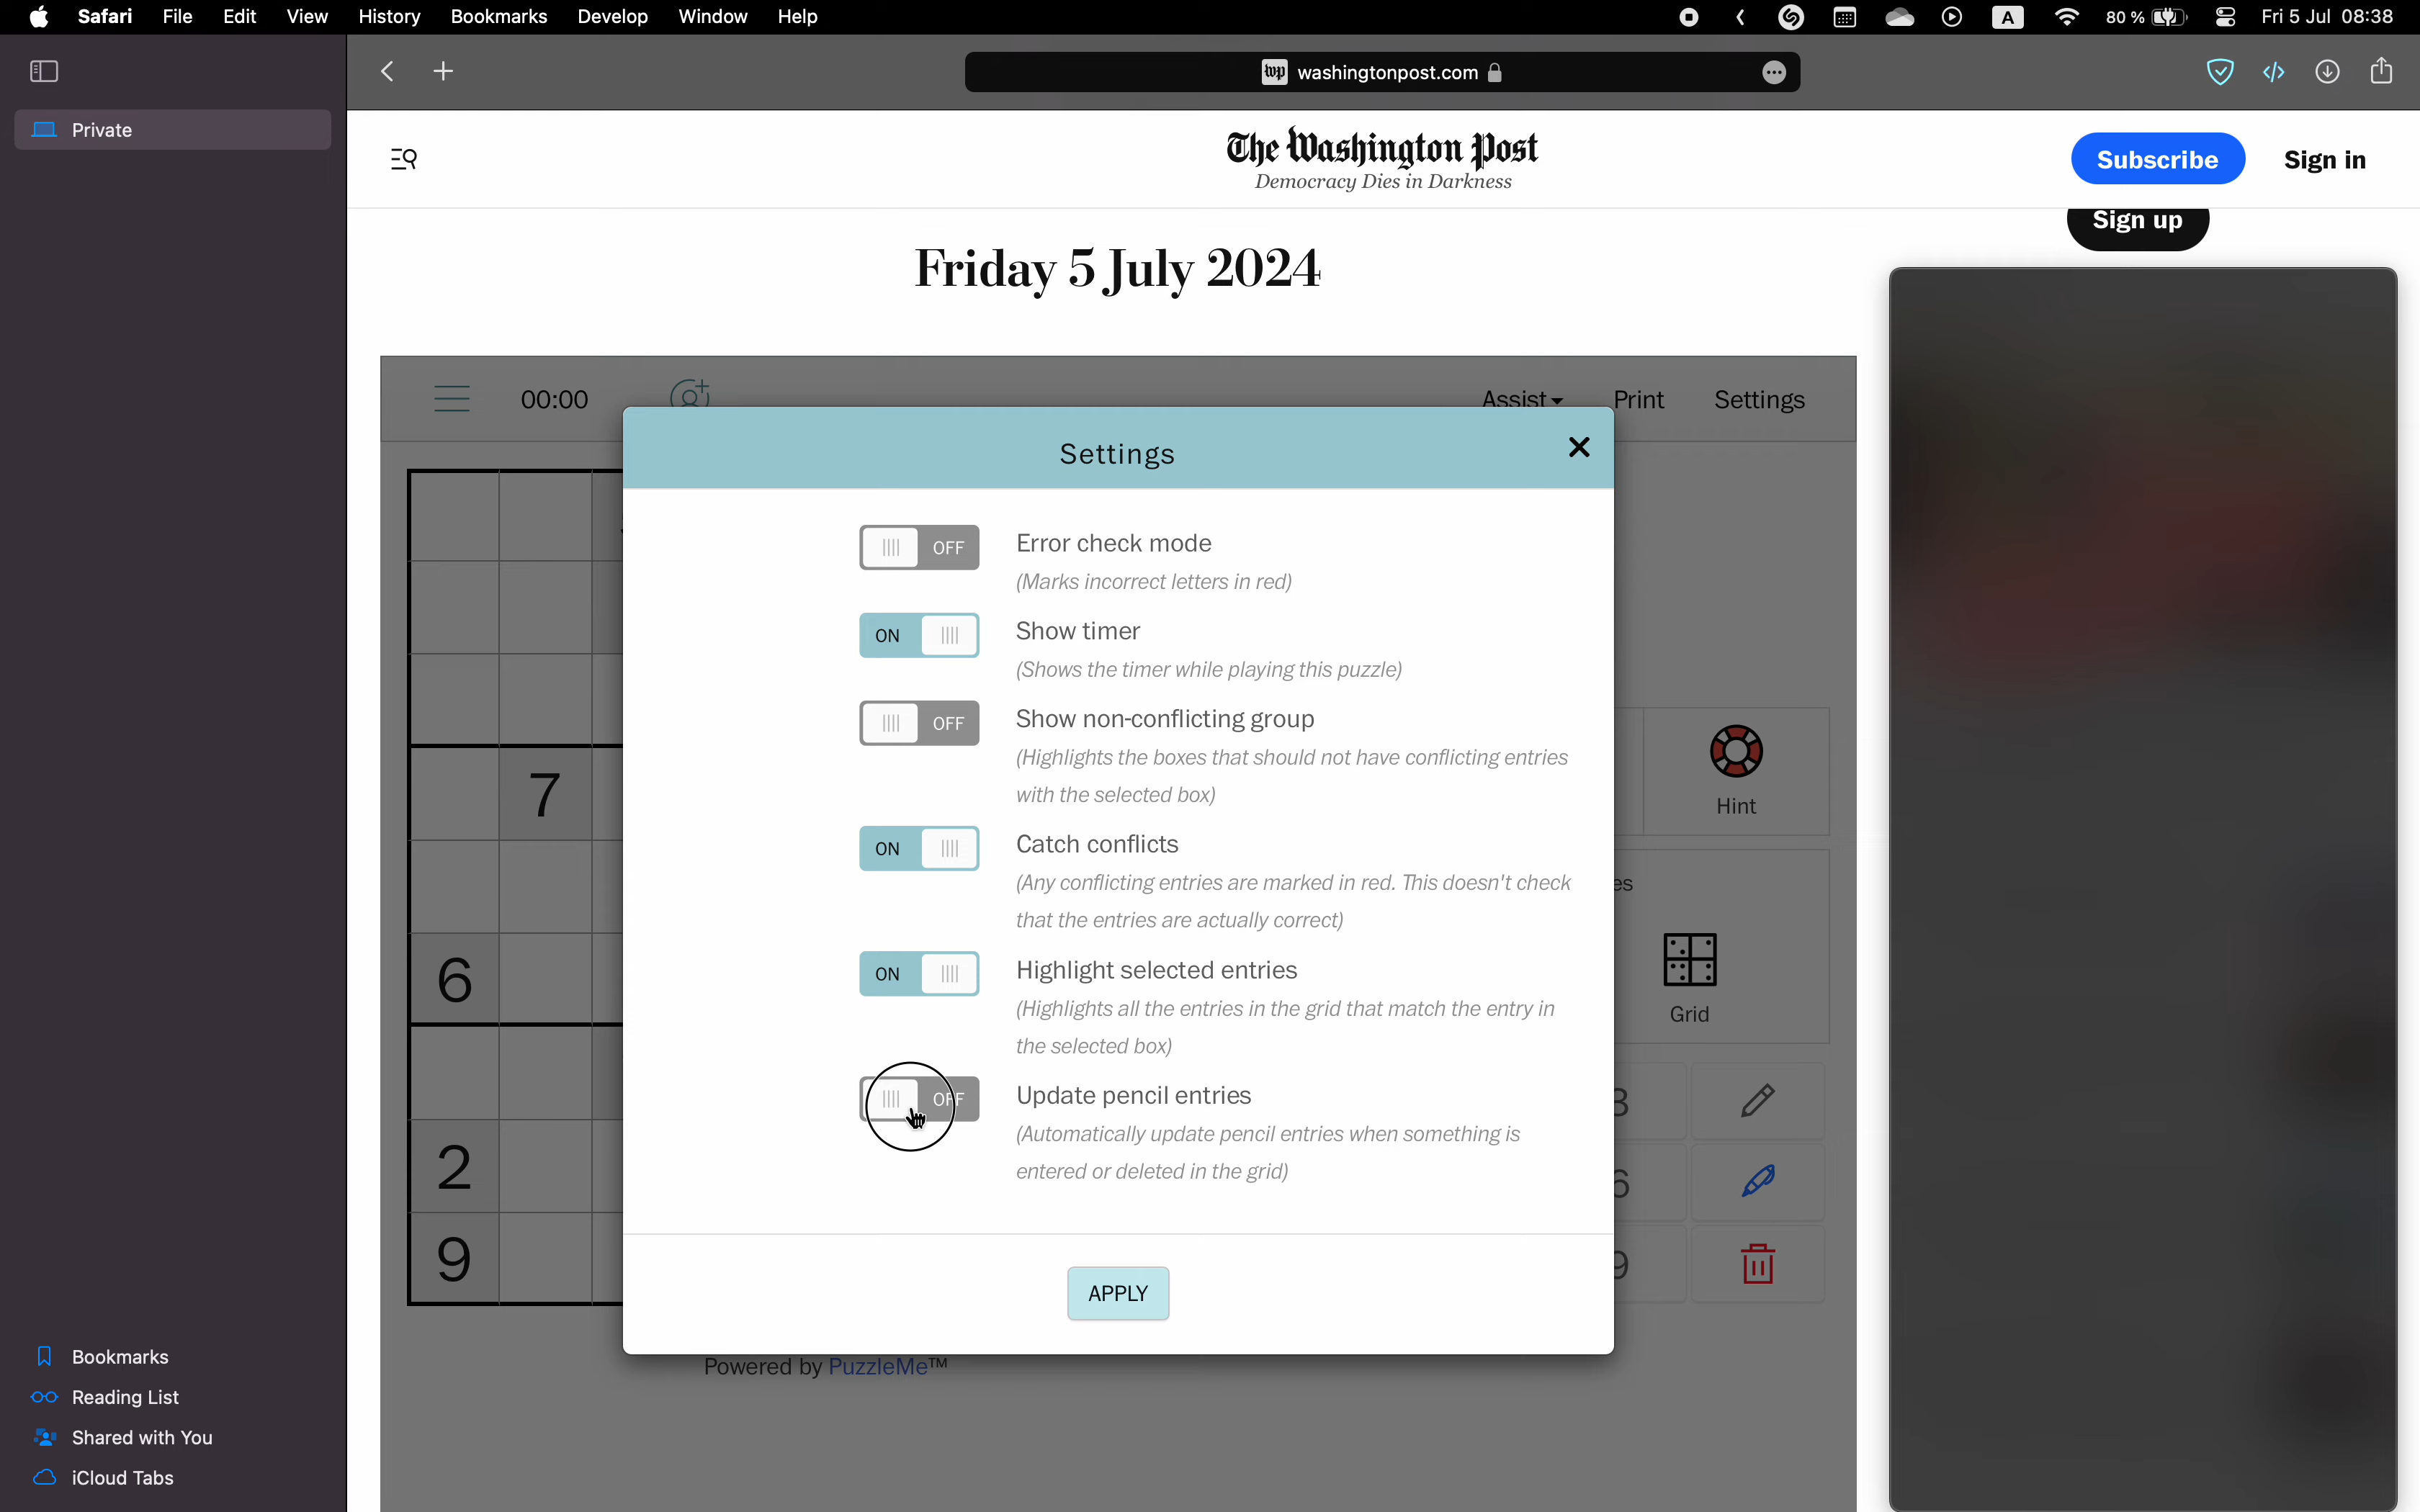 Safari File Edit View History Bookmarks Develop Window Help A 80 % Fri 5 Jul 08:38
wp washingtonpost.com
Private
The Washington Post
Democracy Dies in Darkness
Subscribe Sign in
Sign up
Friday 5 July 2024
00:00 Assist Print Settings
Settings
OFF Error check mode
(Marks incorrect letters in red)
ON Show timer
(Shows the timer while playing this puzzle)
OFF Show non-conflicting group
(Highlights the boxes that should not have conflicting entries
with the selected box)
7
Hint
ON Catch conflicts
(Any conflicting entries are marked in red. This doesn't check
that the entries are actually correct)
es
6
ON Highlight selected entries
(Highlights all the entries in the grid that match the entry in
the selected box)
Grid
OFF Update pencil entries
(Automatically update pencil entries when something is
entered or deleted in the grid)
3
2
6
9
9
APPLY
Powered by PuzzleMe™
Bookmarks
Reading List
Shared with You
iCloud Tabs